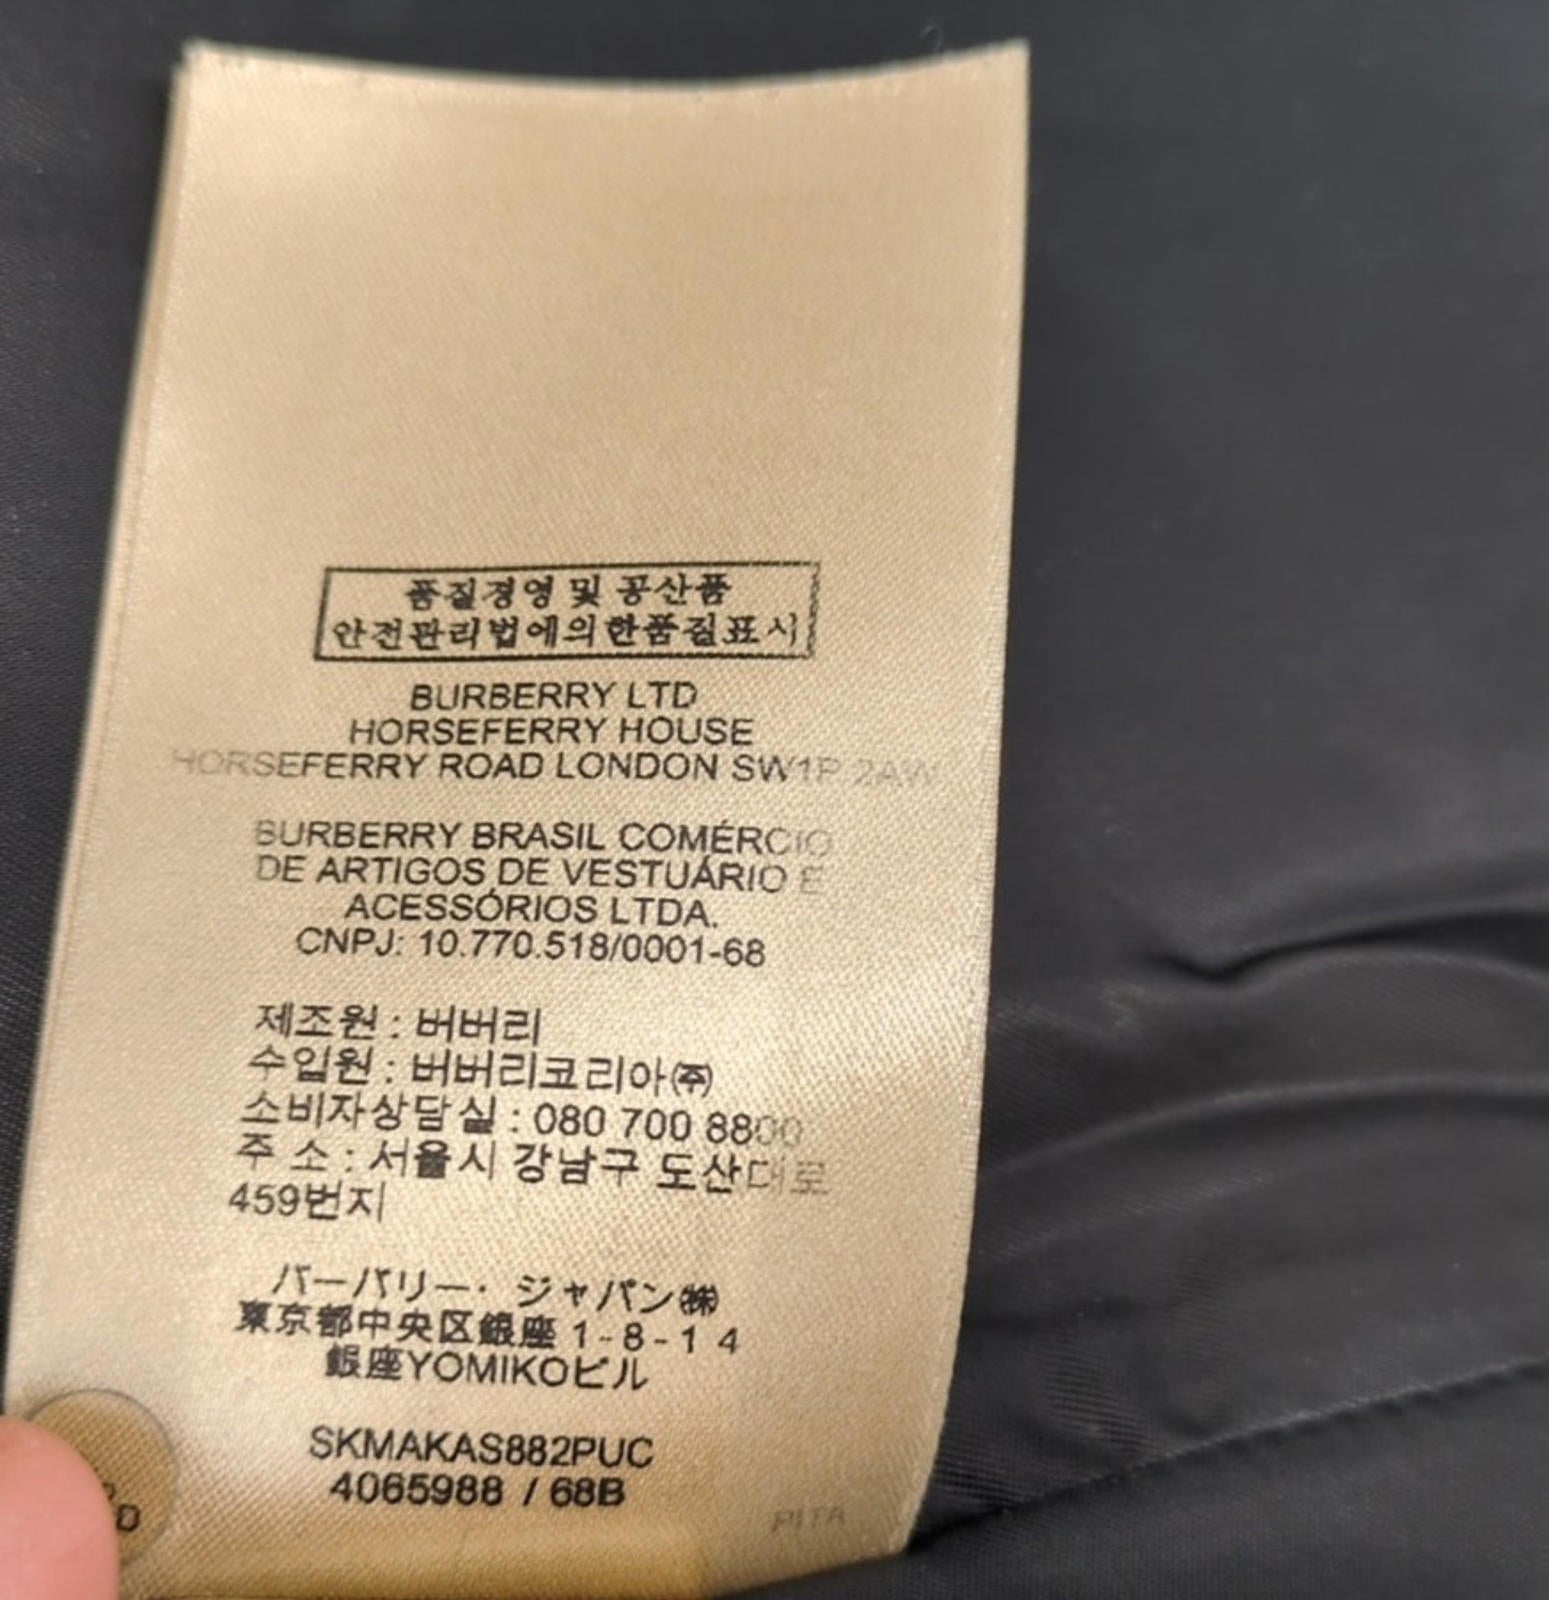 품질경영 및 공산품
안전관리법에의한품질표시
BURBERRY LTD
HORSEFERRY HOUSE
HORSEFERRY ROAD LONDON SW1P 2AW
BURBERRY BRASIL COMÉRCIO
DE ARTIGOS DE VESTUÁRIO E
ACESSÓRIOS LTDA.
CNPJ: 10.770.518/0001-68
제조원 : 버버리
수입원 : 버버리코리아㈜
소비자상담실 : 080 700 8800
주 소 : 서울시 강남구 도산대로
459번지
バーバリー・ジャパン㈱
東京都中央区銀座 1-8-1 4
銀座YOMIKOビル
SKMAKAS882PUC
4065988 / 68B
PITA